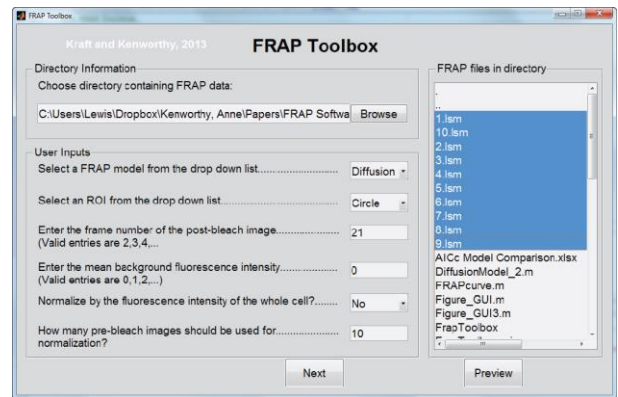 FRAP Toolbox
Kraft and Kenworthy, 2013
FRAP Toolbox
Directory Information
Choose directory containing FRAP data:
C:\Users\Lewis\Dropbox\Kenworthy, Anne\Papers\FRAP Softwa
Browse
User Inputs
Select a FRAP model from the drop down list............................
Diffusion
Select an ROI from the drop down list........................................
Circle
Enter the frame number of the post-bleach image......................
(Valid entries are 2,3,4,...
21
Enter the mean background fluorescence intensity.....................
(Valid entries are 0,1,2,...)
0
Normalize by the fluorescence intensity of the whole cell?........
No
How many pre-bleach images should be used for......................
normalization?
10
Next
FRAP files in directory
.
..
1.lsm
10.lsm
2.lsm
3.lsm
4.lsm
5.lsm
6.lsm
7.lsm
8.lsm
9.lsm
AICc Model Comparison.xlsx
DiffusionModel_2.m
FRAPcurve.m
Figure_GUI.m
Figure_GUI3.m
FrapToolbox
Preview